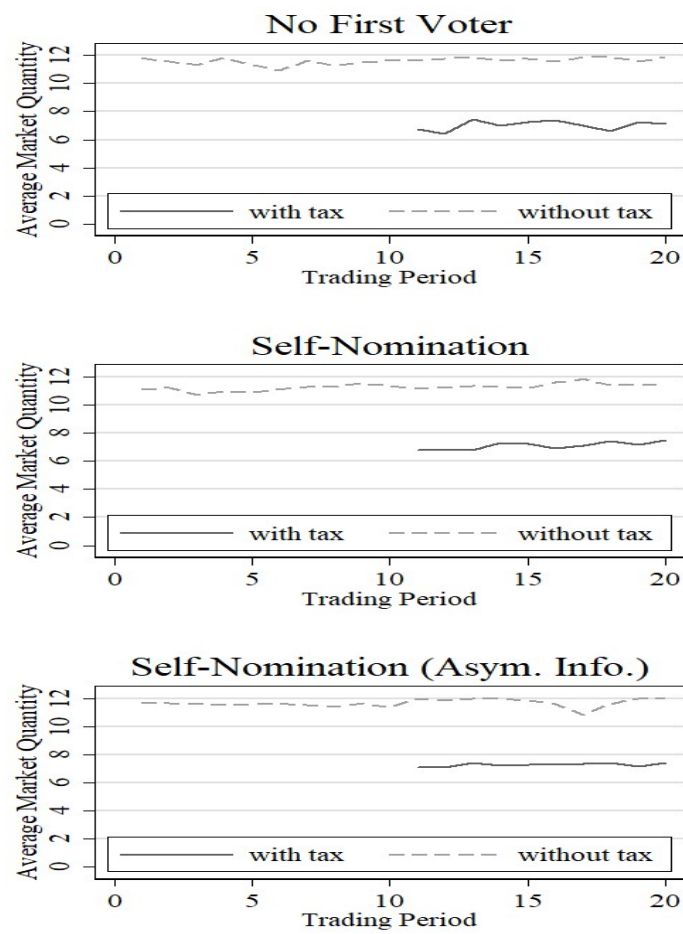 No First Voter
Average Market Quantity
12
10
8
6
4
2
0
with tax without tax
0 5 10 15 20
Trading Period
Self-Nomination
Average Market Quantity
12
10
8
6
4
2
0
with tax without tax
0 5 10 15 20
Trading Period
Self-Nomination (Asym. Info.)
Average Market Quantity
12
10
8
6
4
2
0
with tax without tax
0 5 10 15 20
Trading Period